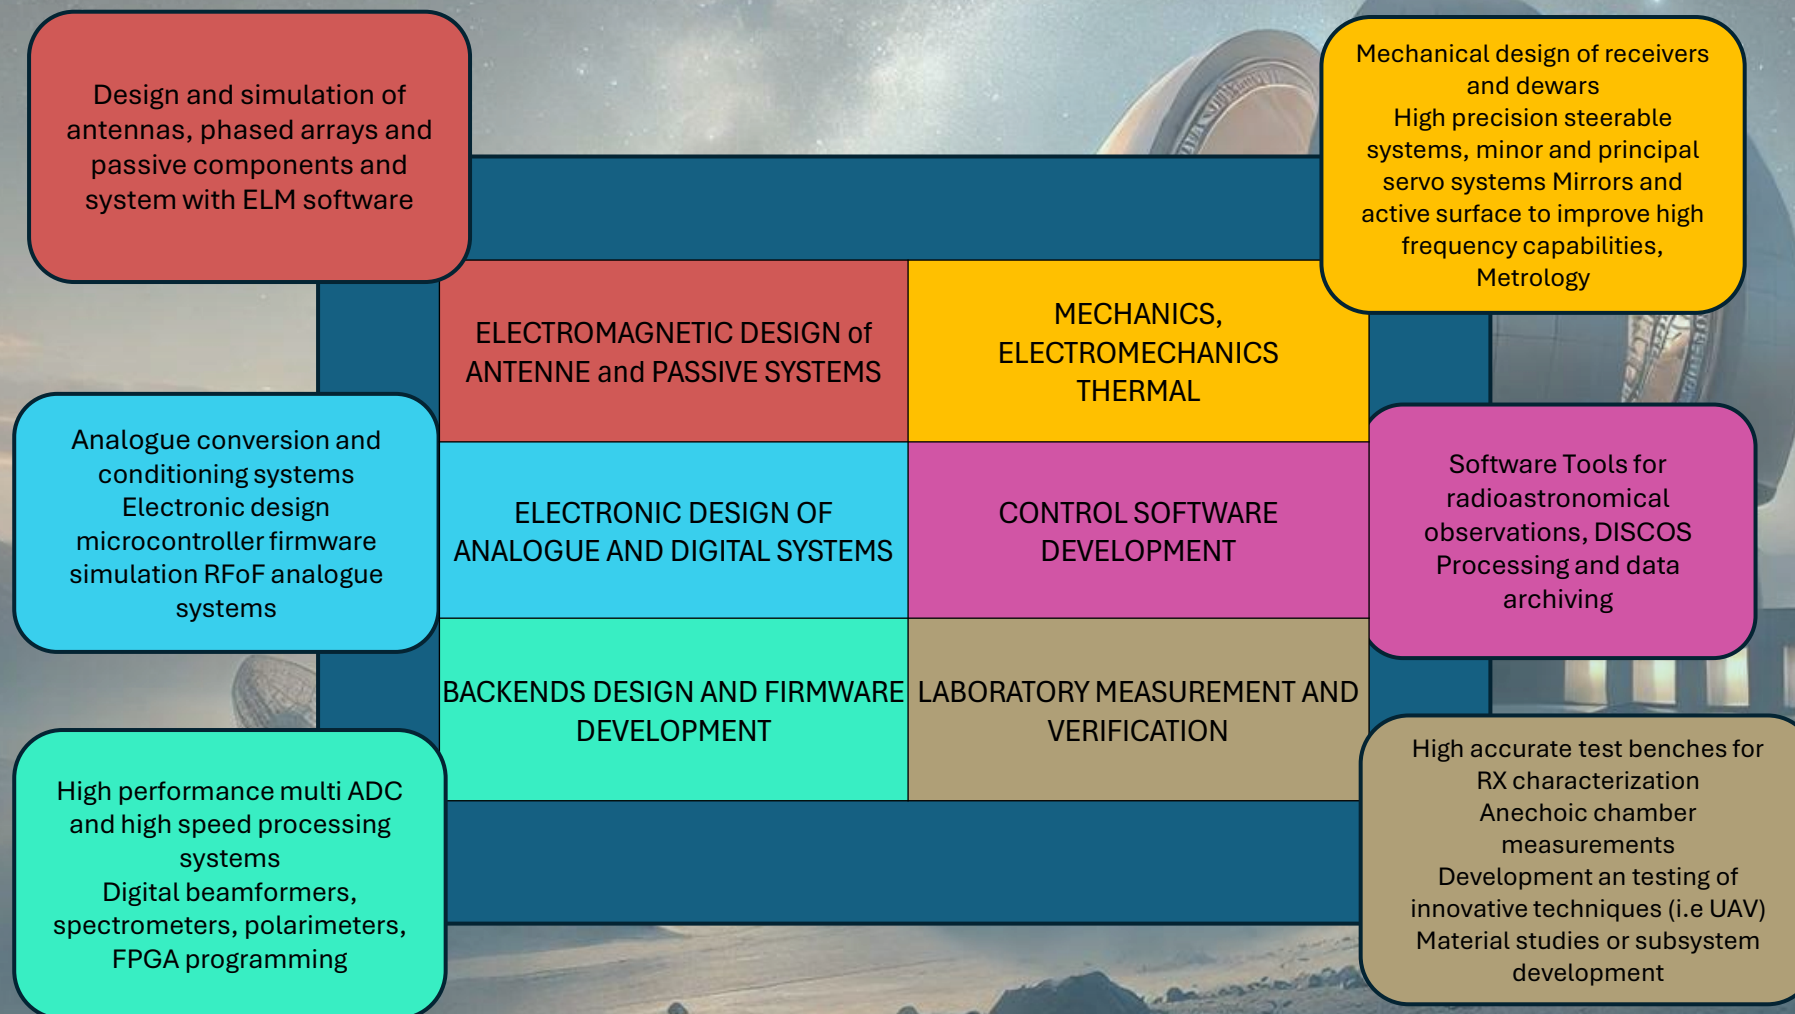 Design and simulation of
antennas, phased arrays and
passive components and
system with ELM software
Mechanical design of receivers
and dewars
High precision steerable
systems, minor and principal
servo systems Mirrors and
active surface to improve high
frequency capabilities,
Metrology
ELECTROMAGNETIC DESIGN of
ANTENNE and PASSIVE SYSTEMS
MECHANICS,
ELECTROMECHANICS
THERMAL
Analogue conversion and
conditioning systems
Electronic design
microcontroller firmware
simulation RFoF analogue
systems
ELECTRONIC DESIGN OF
ANALOGUE AND DIGITAL SYSTEMS
CONTROL SOFTWARE
DEVELOPMENT
Software Tools for
radioastronomical
observations, DISCOS
Processing and data
archiving
BACKENDS DESIGN AND FIRMWARE
DEVELOPMENT
LABORATORY MEASUREMENT AND
VERIFICATION
High performance multi ADC
and high speed processing
systems
Digital beamformers,
spectrometers, polarimeters,
FPGA programming
High accurate test benches for
RX characterization
Anechoic chamber
measurements
Development an testing of
innovative techniques (i.e UAV)
Material studies or subsystem
development